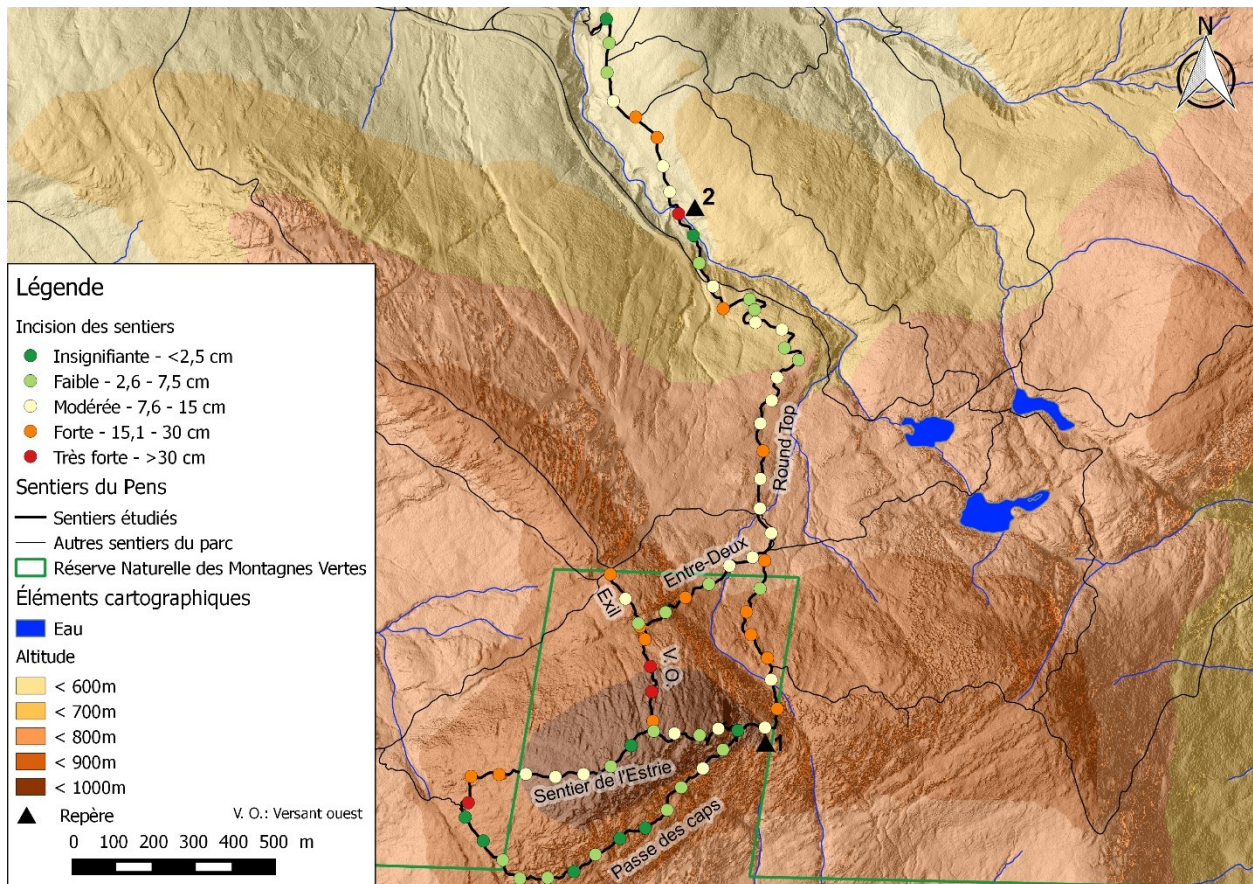 N
2
Round Top
Entre-Deux
Exil
V. O.
1
Sentier de l'Estrie
Passe des caps
Légende
Incision des sentiers
Insignifiante - <2,5 cm
Faible - 2,6 - 7,5 cm
Modérée - 7,6 - 15 cm
Forte - 15,1 - 30 cm
Très forte - >30 cm
Sentiers du Pens
Sentiers étudiés
Autres sentiers du parc
Réserve Naturelle des Montagnes Vertes
Éléments cartographiques
Eau
Altitude
< 600m
< 700m
< 800m
< 900m
< 1000m
Repère V. O.: Versant ouest
0 100 200 300 400 500 m